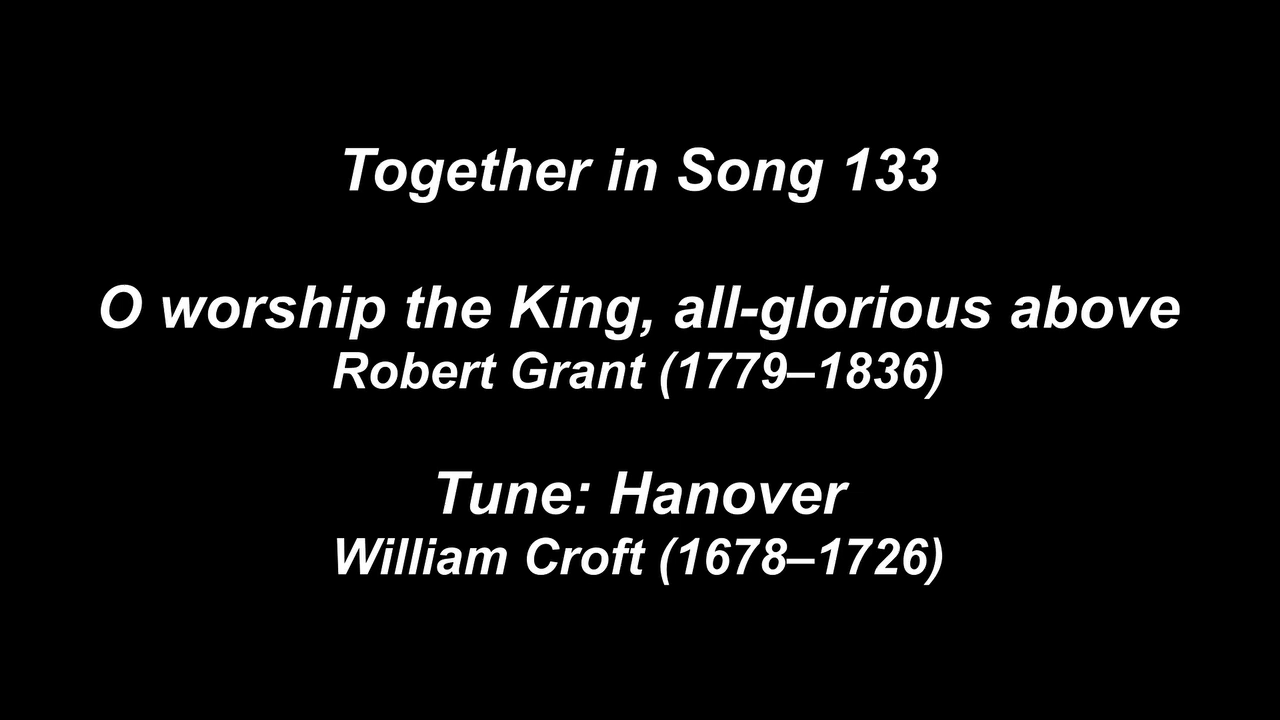 Together in Song 133
O worship the King, all-glorious above
Robert Grant (1779–1836)
Tune: Hanover
William Croft (1678–1726)